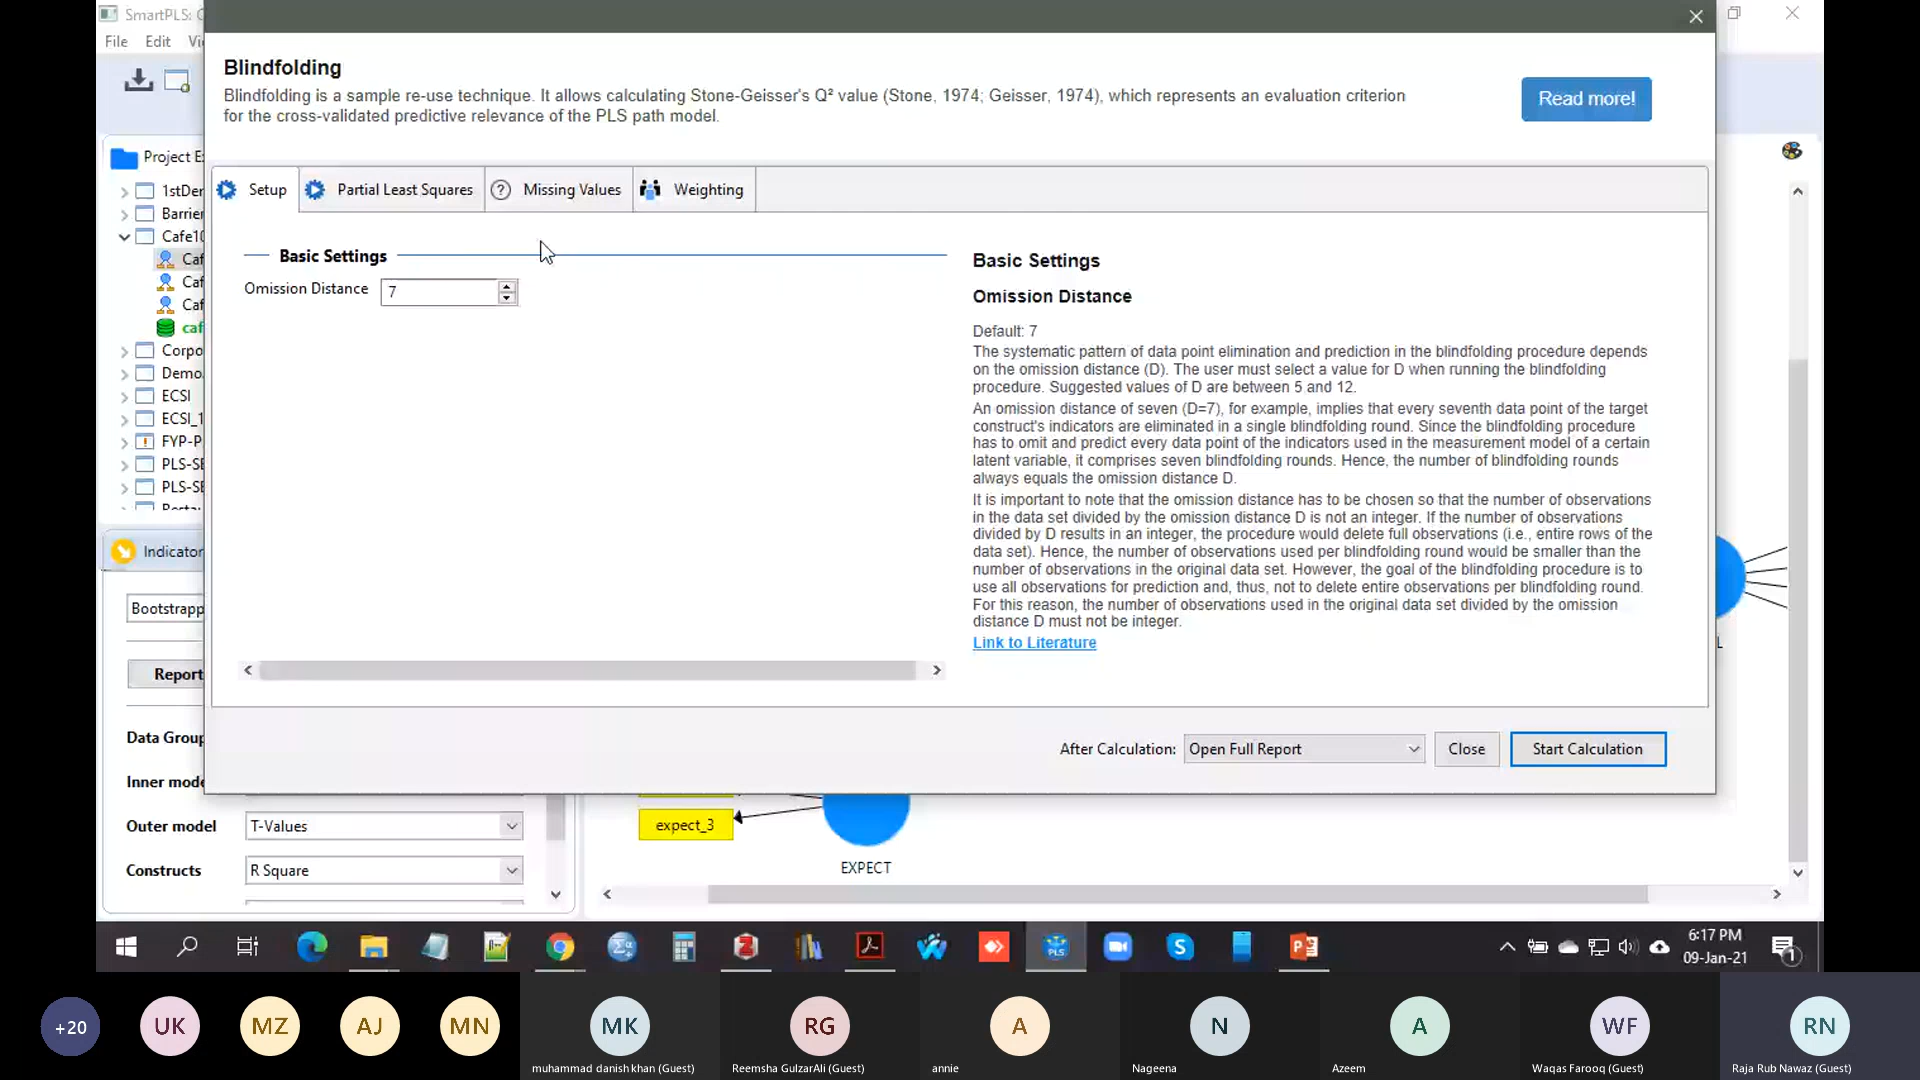 SmartPLS: C
File Edit Vi
Blindfolding
Blindfolding is a sample re-use technique. It allows calculating Stone-Geisser's Q² value (Stone, 1974; Geisser, 1974), which represents an evaluation criterion
for the cross-validated predictive relevance of the PLS path model.
Read more!
Project E
1stDer
Barrier
Cafe10
Caf
Caf
Caf
caf
Corpo
Demo
ECSI
ECSI_1
FYP-P
PLS-SE
PLS-SE
Setup
Partial Least Squares
Missing Values
Weighting
Basic Settings
Omission Distance 7
Basic Settings
Omission Distance
Default: 7
The systematic pattern of data point elimination and prediction in the blindfolding procedure depends
on the omission distance (D). The user must select a value for D when running the blindfolding
procedure. Suggested values of D are between 5 and 12.
An omission distance of seven (D=7), for example, implies that every seventh data point of the target
construct's indicators are eliminated in a single blindfolding round. Since the blindfolding procedure
has to omit and predict every data point of the indicators used in the measurement model of a certain
latent variable, it comprises seven blindfolding rounds. Hence, the number of blindfolding rounds
always equals the omission distance D.
It is important to note that the omission distance has to be chosen so that the number of observations
in the data set divided by the omission distance D is not an integer. If the number of observations
divided by D results in an integer, the procedure would delete full observations (i.e., entire rows of the
data set). Hence, the number of observations used per blindfolding round would be smaller than the
number of observations in the original data set. However, the goal of the blindfolding procedure is to
use all observations for prediction and, thus, not to delete entire observations per blindfolding round.
For this reason, the number of observations used in the original data set divided by the omission
distance D must not be integer.
Link to Literature
Indicator
Bootstrapp
Report
Data Group
Inner mode
Outer model T-Values
Constructs R Square
After Calculation: Open Full Report
Close
Start Calculation
L
expect_3
EXPECT
PLS
6:17 PM
09-Jan-21
1
+20
UK
MZ
AJ
MN
MK
RG
A
N
A
WF
RN
muhammad danish khan (Guest)
Reemsha GulzarAli (Guest)
annie
Nageena
Azeem
Waqas Farooq (Guest)
Raja Rub Nawaz (Guest)